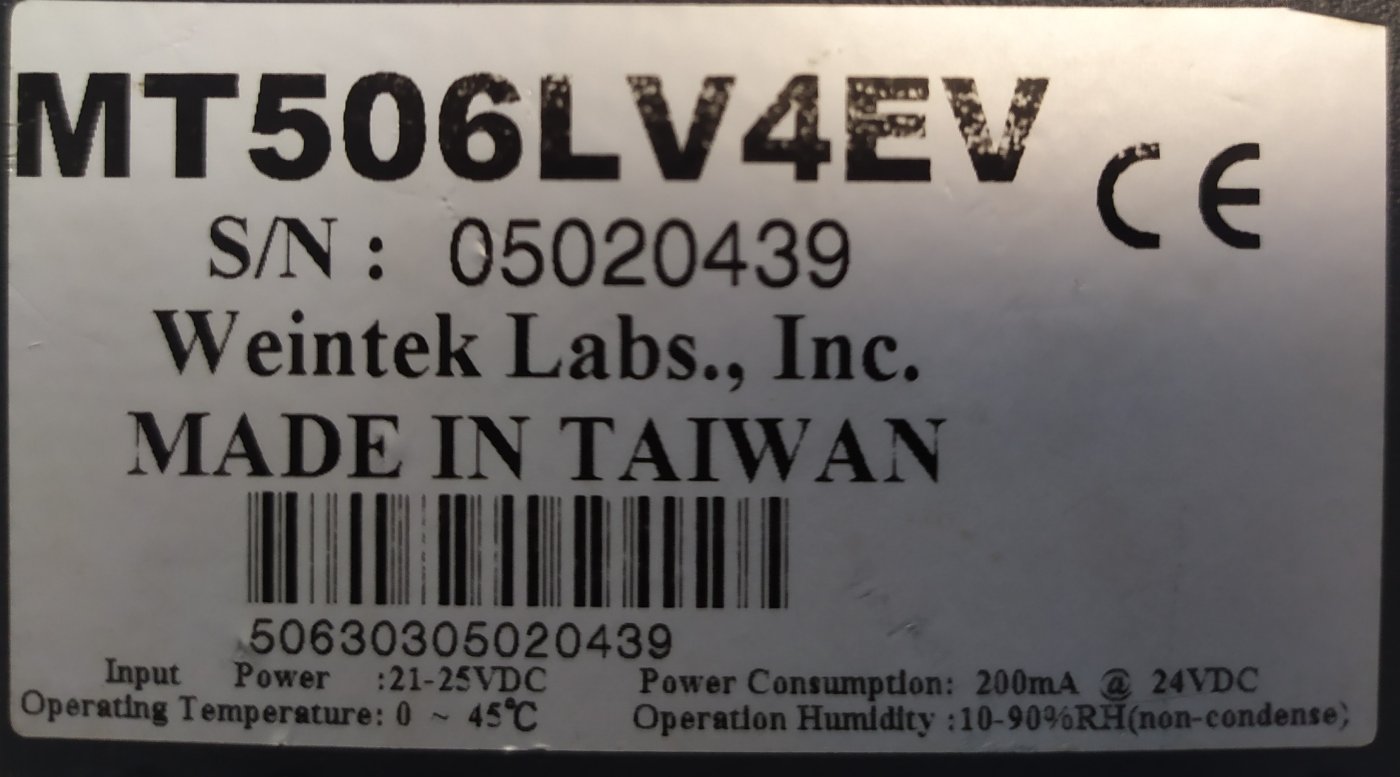 MT506LV4EV
CE
S/N : 05020439
Weintek Labs., Inc.
MADE IN TAIWAN
50630305020439
Input Power :21-25VDC Power Consumption: 200mA @ 24VDC
Operating Temperature: 0 ~ 45℃ Operation Humidity :10-90%RH(non-condense)